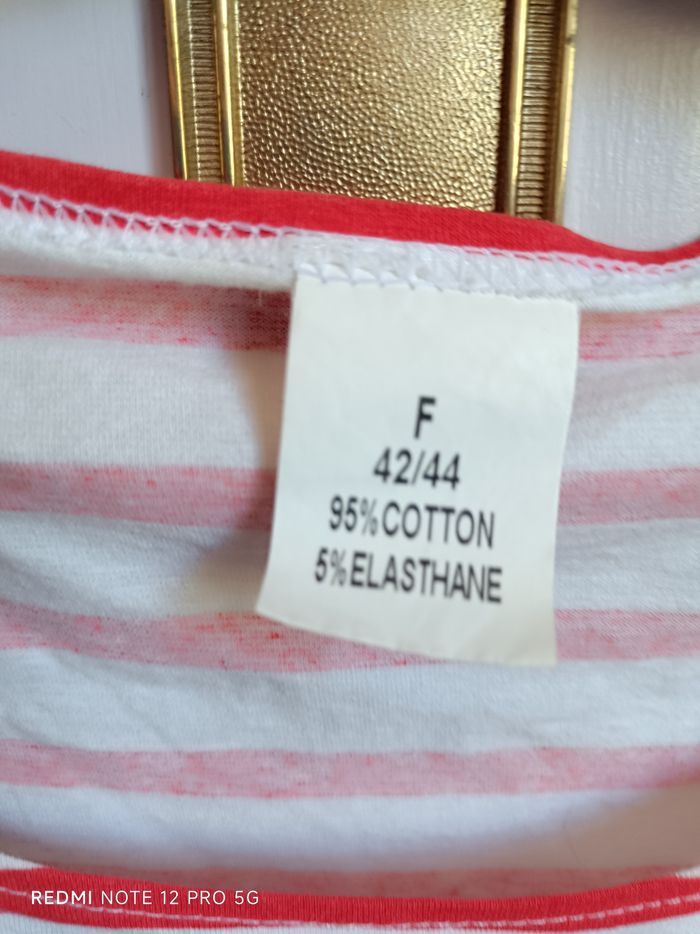 F
42/44
95%COTTON
5%ELASTHANE
REDMI NOTE 12 PRO 5G